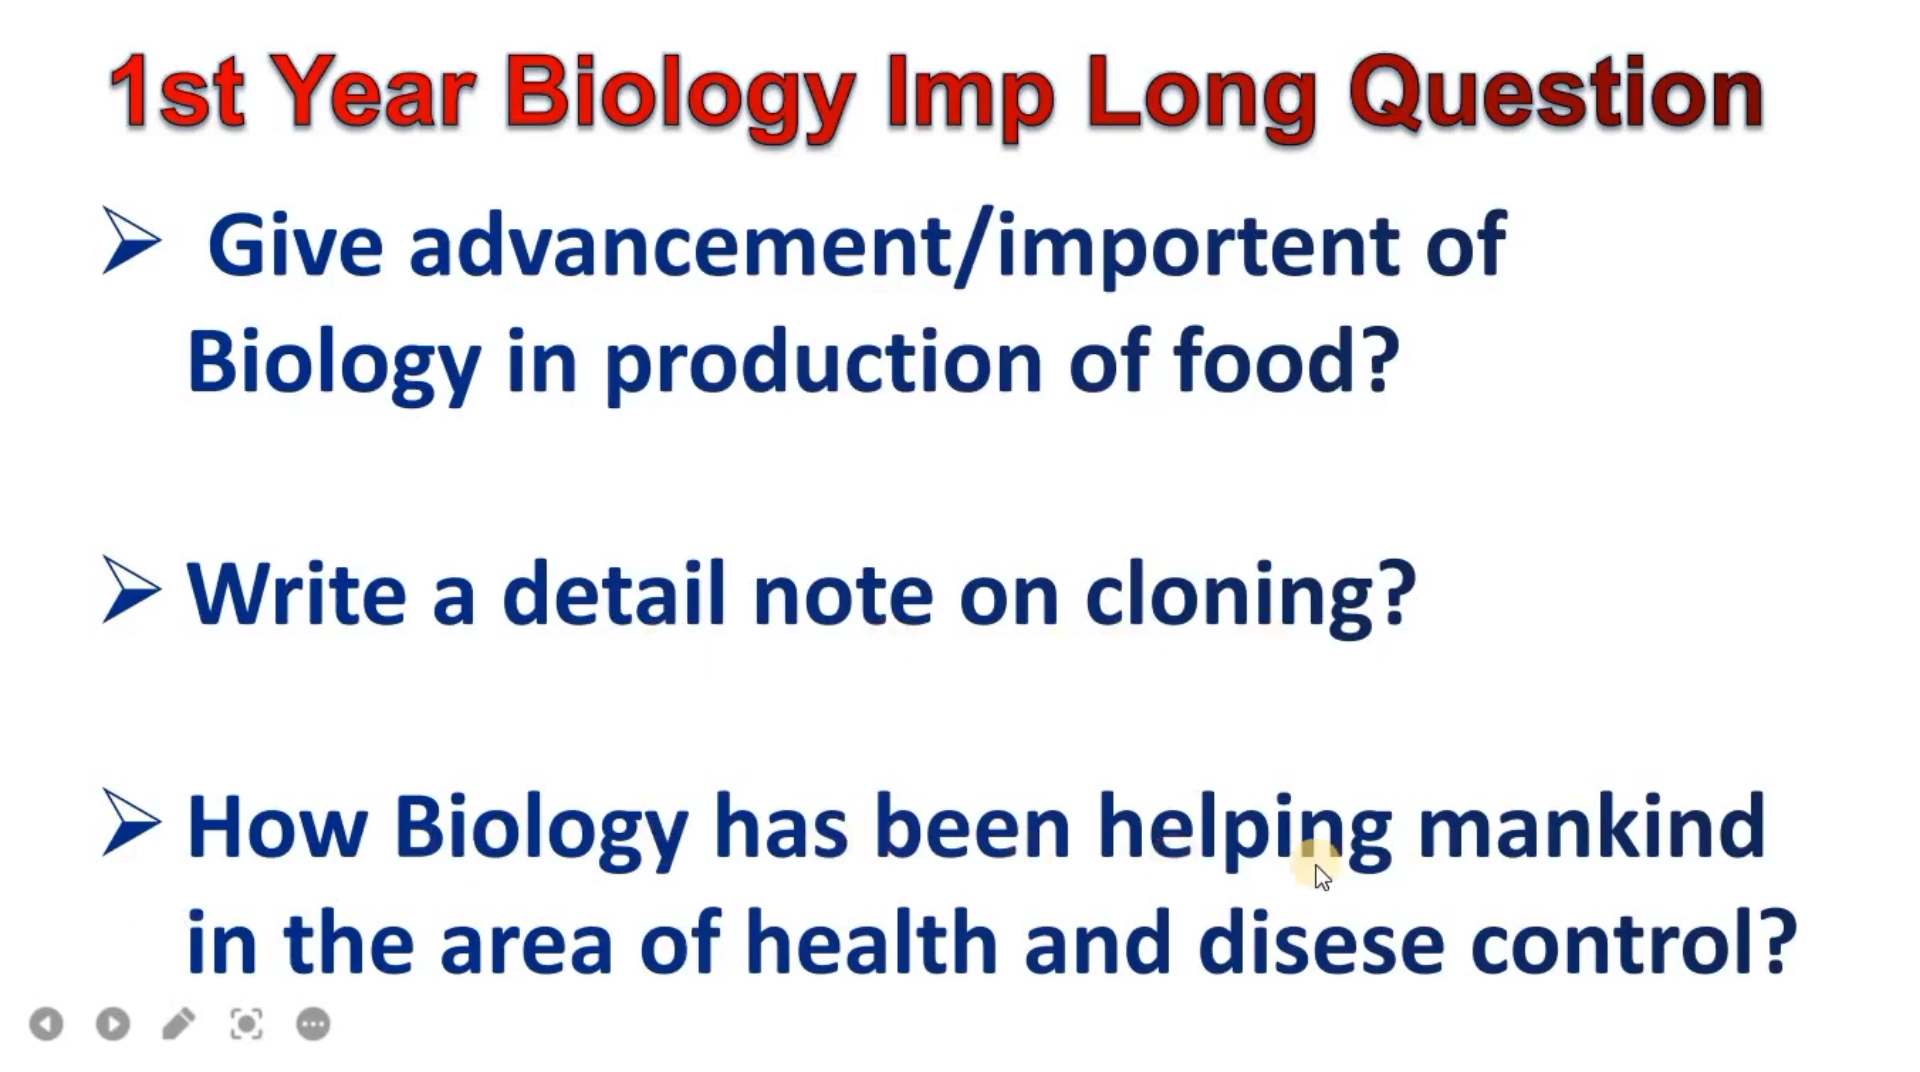 1st Year Biology Imp Long Question
Give advancement/importent of
Biology in production of food?
Write a detail note on cloning?
How Biology has been helping mankind
in the area of health and disese control?